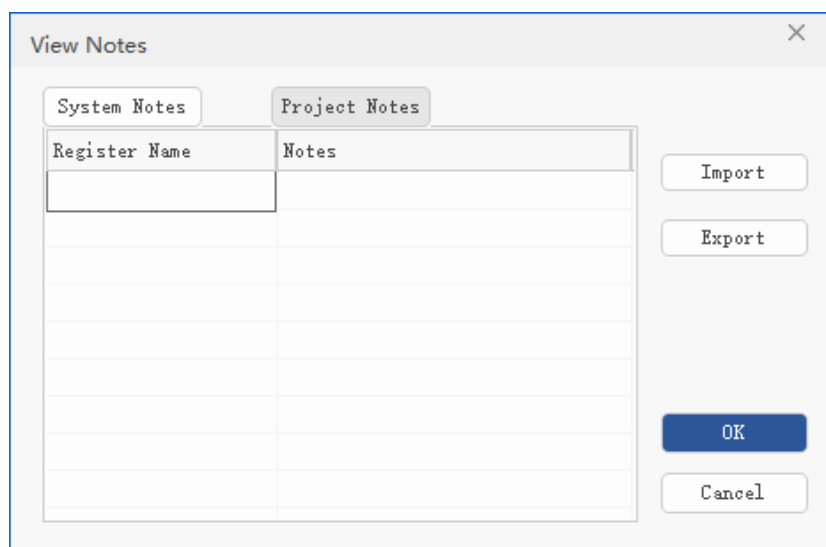 View Notes
System Notes Project Notes
Register Name Notes
Import
Export
OK
Cancel